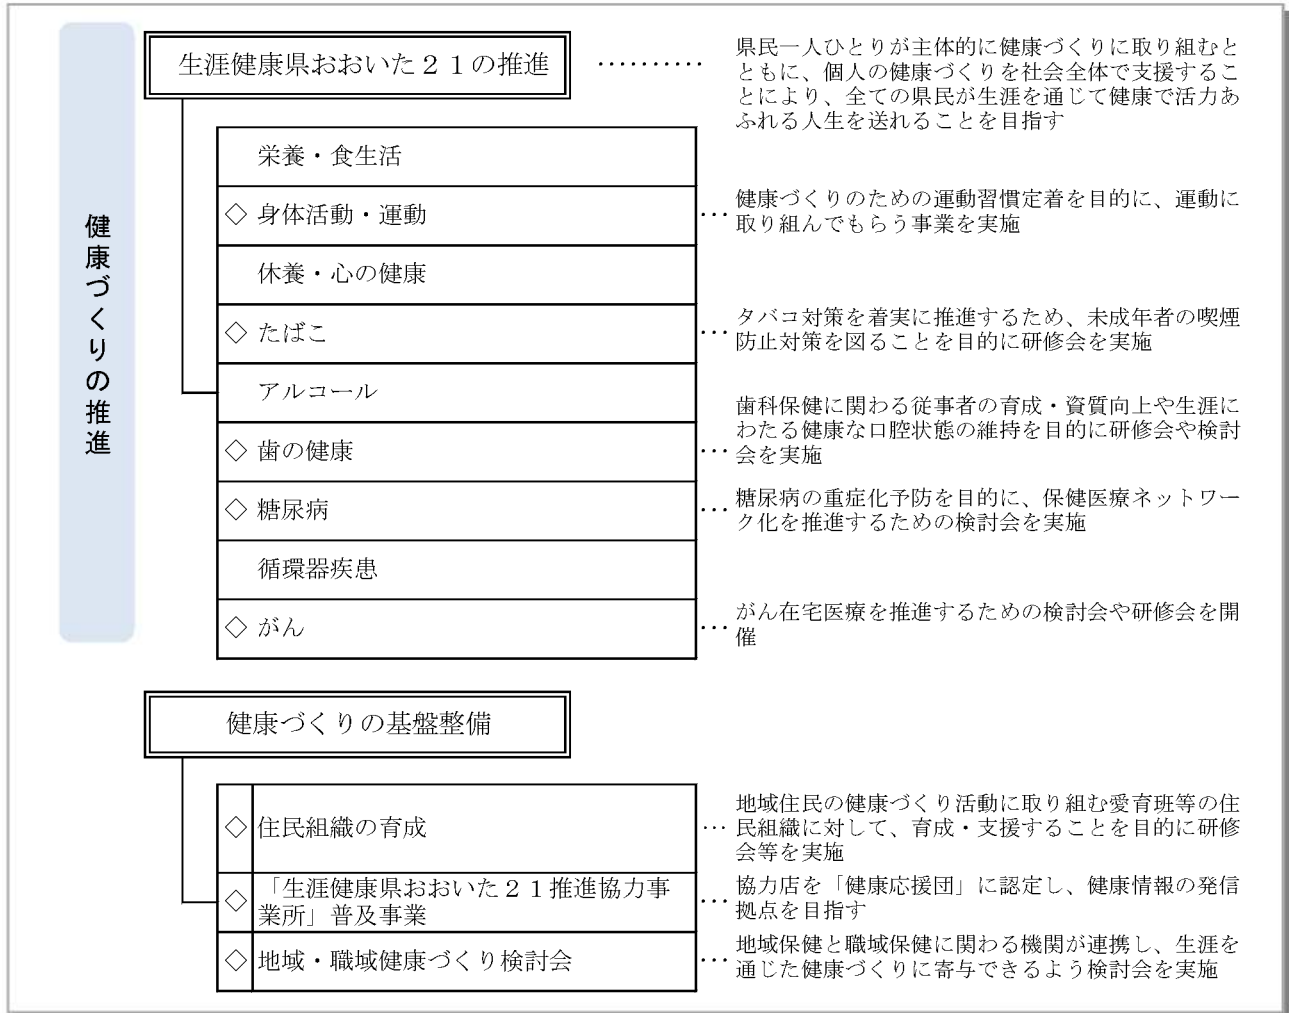 健康づくりの推進
生涯健康県おおいた２１の推進
‥‥‥‥‥
県民一人ひとりが主体的に健康づくりに取り組むと
ともに、個人の健康づくりを社会全体で支援するこ
とにより、全ての県民が生涯を通じて健康で活力あ
ふれる人生を送れることを目指す
栄養・食生活
◇ 身体活動・運動
…
健康づくりのための運動習慣定着を目的に、運動に
取り組んでもらう事業を実施
休養・心の健康
◇ たばこ
…
タバコ対策を着実に推進するため、未成年者の喫煙
防止対策を図ることを目的に研修会を実施
アルコール
◇ 歯の健康
…
歯科保健に関わる従事者の育成・資質向上や生涯に
わたる健康な口腔状態の維持を目的に研修会や検討
会を実施
◇ 糖尿病
…
糖尿病の重症化予防を目的に、保健医療ネットワー
ク化を推進するための検討会を実施
循環器疾患
◇ がん
…
がん在宅医療を推進するための検討会や研修会を開
催
健康づくりの基盤整備
◇ 住民組織の育成
…
地域住民の健康づくり活動に取り組む愛育班等の住
民組織に対して、育成・支援することを目的に研修
会等を実施
◇ 「生涯健康県おおいた２１推進協力事
業所」普及事業
…
協力店を「健康応援団」に認定し、健康情報の発信
拠点を目指す
◇ 地域・職域健康づくり検討会
…
地域保健と職域保健に関わる機関が連携し、生涯を
通じた健康づくりに寄与できるよう検討会を実施